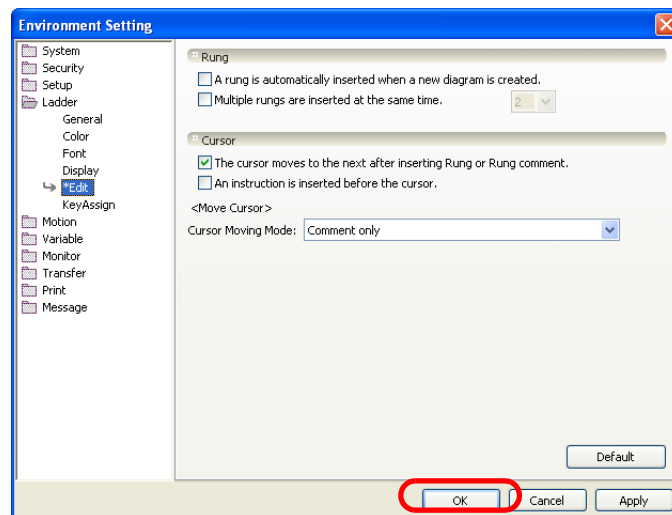 Environment Setting
System
Security
Setup
Ladder
General
Color
Font
Display
*Edit
KeyAssign
Motion
Variable
Monitor
Transfer
Print
Message
Rung
A rung is automatically inserted when a new diagram is created.
Multiple rungs are inserted at the same time. 2
Cursor
The cursor moves to the next after inserting Rung or Rung comment.
An instruction is inserted before the cursor.
<Move Cursor>
Cursor Moving Mode: Comment only
Default
OK Cancel Apply